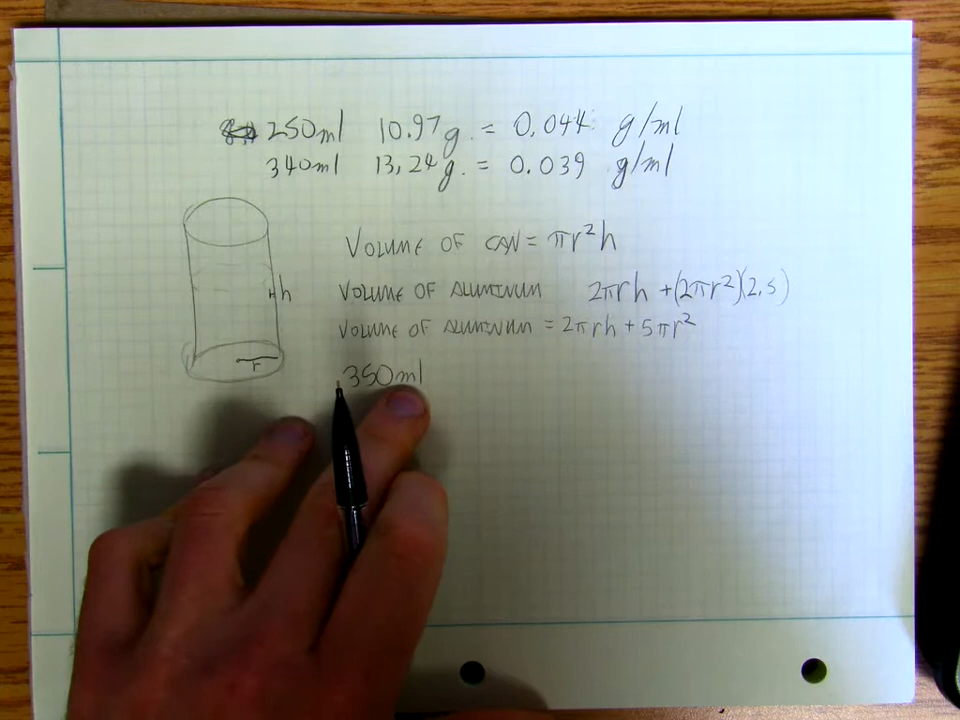 250ml 10.97g. = 0.044 g/ml
340ml 13,24g. = 0.039 g/ml
VOLUME OF CAN = πr²h
h
VOLUME OF ALUMINUM 2πrh + (2πr²)(2.5)
VOLUME OF ALUMINUM = 2πrh + 5πr²
r
350ml